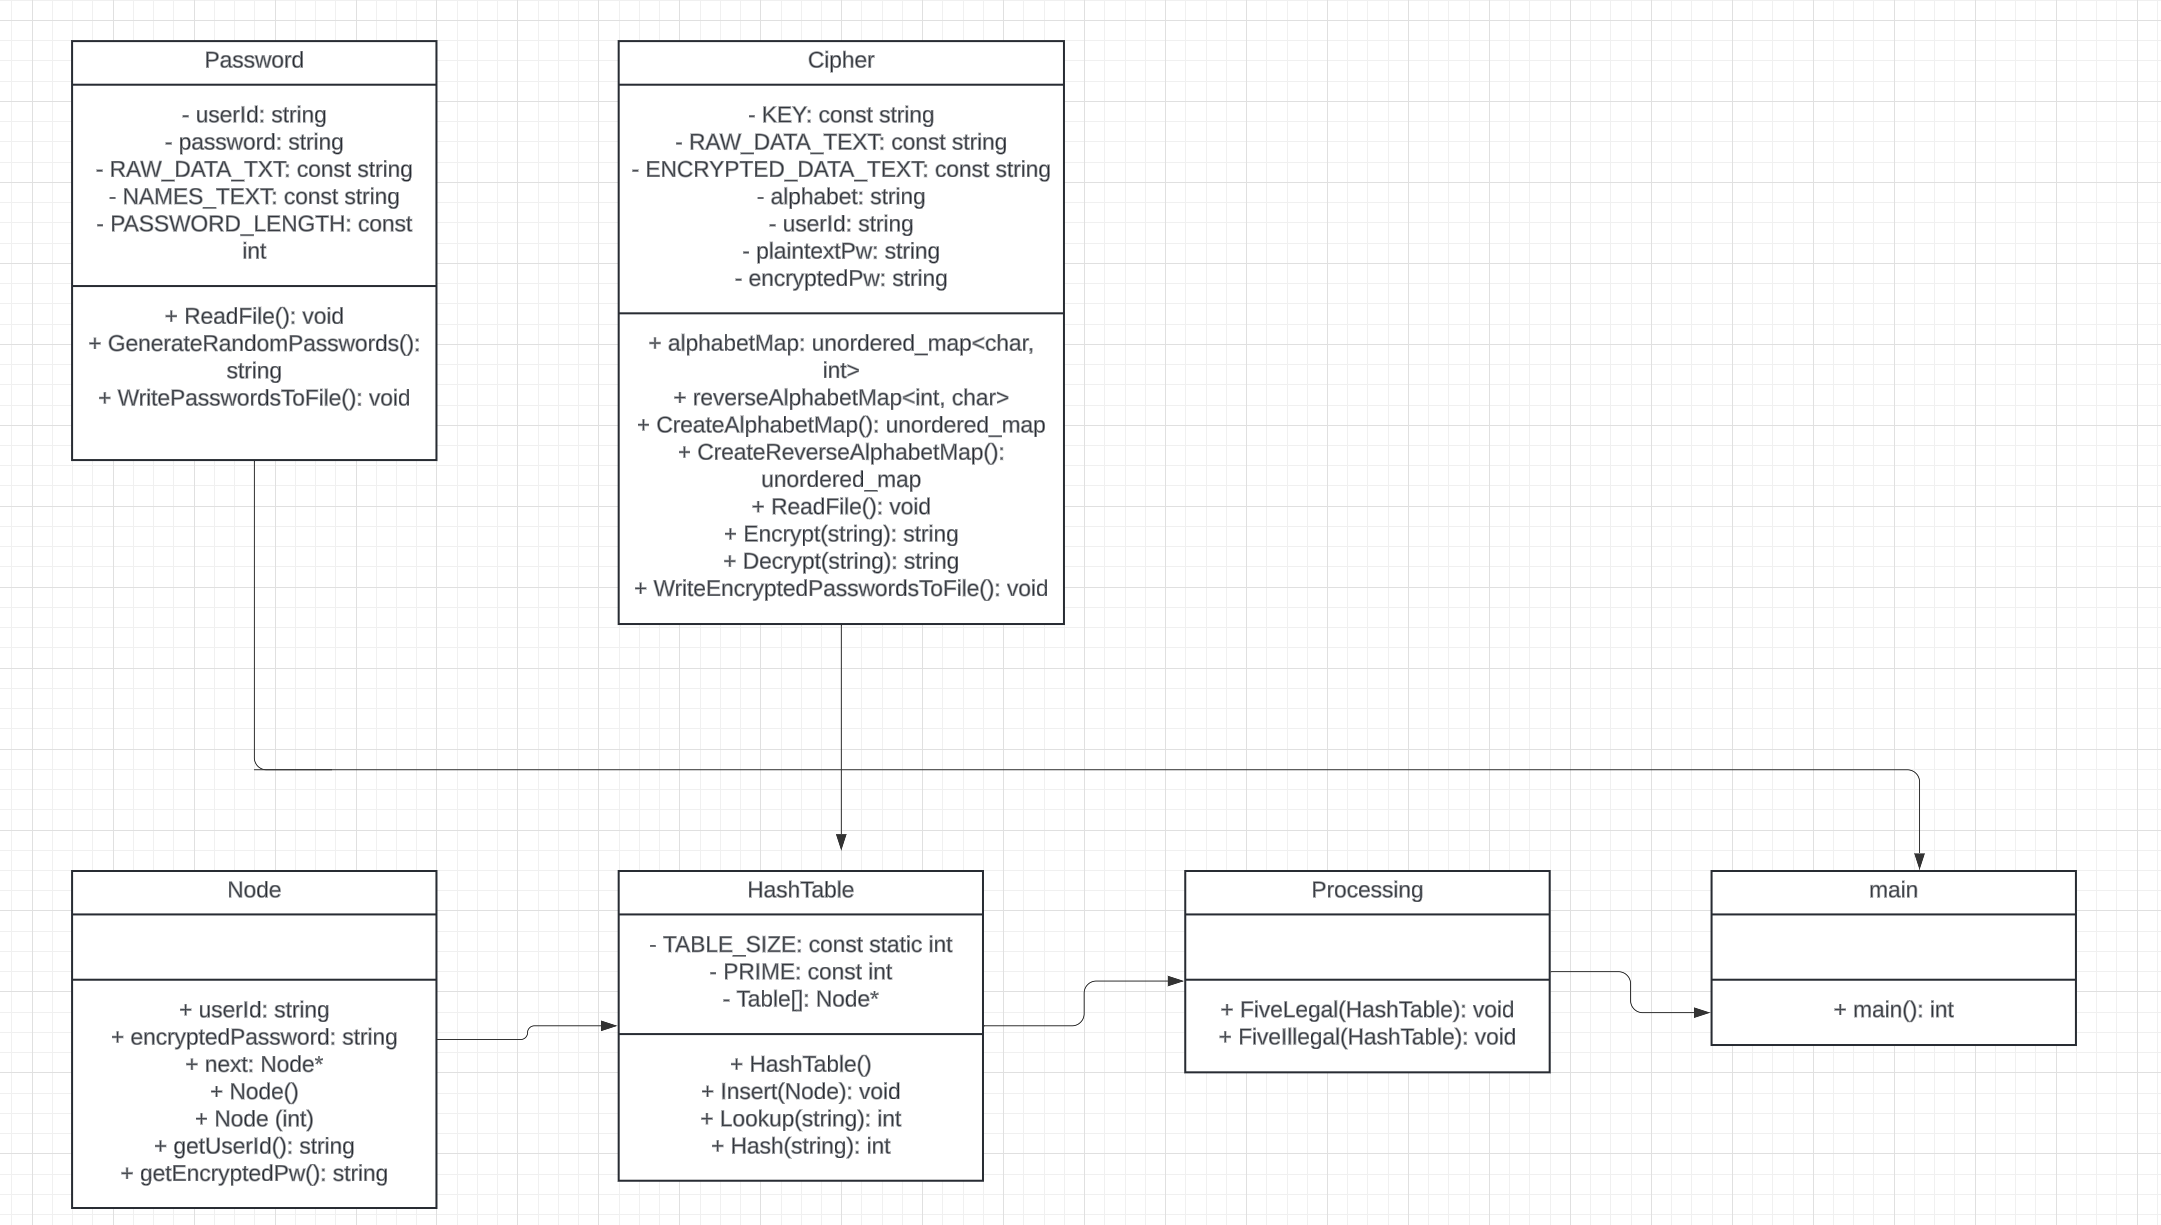 Password
- userId: string
- password: string
- RAW_DATA_TXT: const string
- NAMES_TEXT: const string
- PASSWORD_LENGTH: const
int
+ ReadFile(): void
+ GenerateRandomPasswords():
string
+ WritePasswordsToFile(): void
Cipher
- KEY: const string
- RAW_DATA_TEXT: const string
- ENCRYPTED_DATA_TEXT: const string
- alphabet: string
- userId: string
- plaintextPw: string
- encryptedPw: string
+ alphabetMap: unordered_map<char,
int>
+ reverseAlphabetMap<int, char>
+ CreateAlphabetMap(): unordered_map
+ CreateReverseAlphabetMap():
unordered_map
+ ReadFile(): void
+ Encrypt(string): string
+ Decrypt(string): string
+ WriteEncryptedPasswordsToFile(): void
Node
+ userId: string
+ encryptedPassword: string
+ next: Node*
+ Node()
+ Node (int)
+ getUserId(): string
+ getEncryptedPw(): string
HashTable
- TABLE_SIZE: const static int
- PRIME: const int
- Table[]: Node*
+ HashTable()
+ Insert(Node): void
+ Lookup(string): int
+ Hash(string): int
Processing
+ FiveLegal(HashTable): void
+ FiveIllegal(HashTable): void
main
+ main(): int